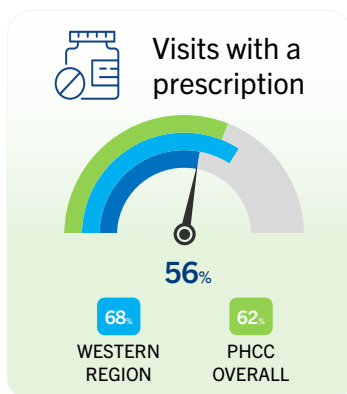 Visits with a
prescription
56%
68%
62%
WESTERN
REGION
PHCC
OVERALL